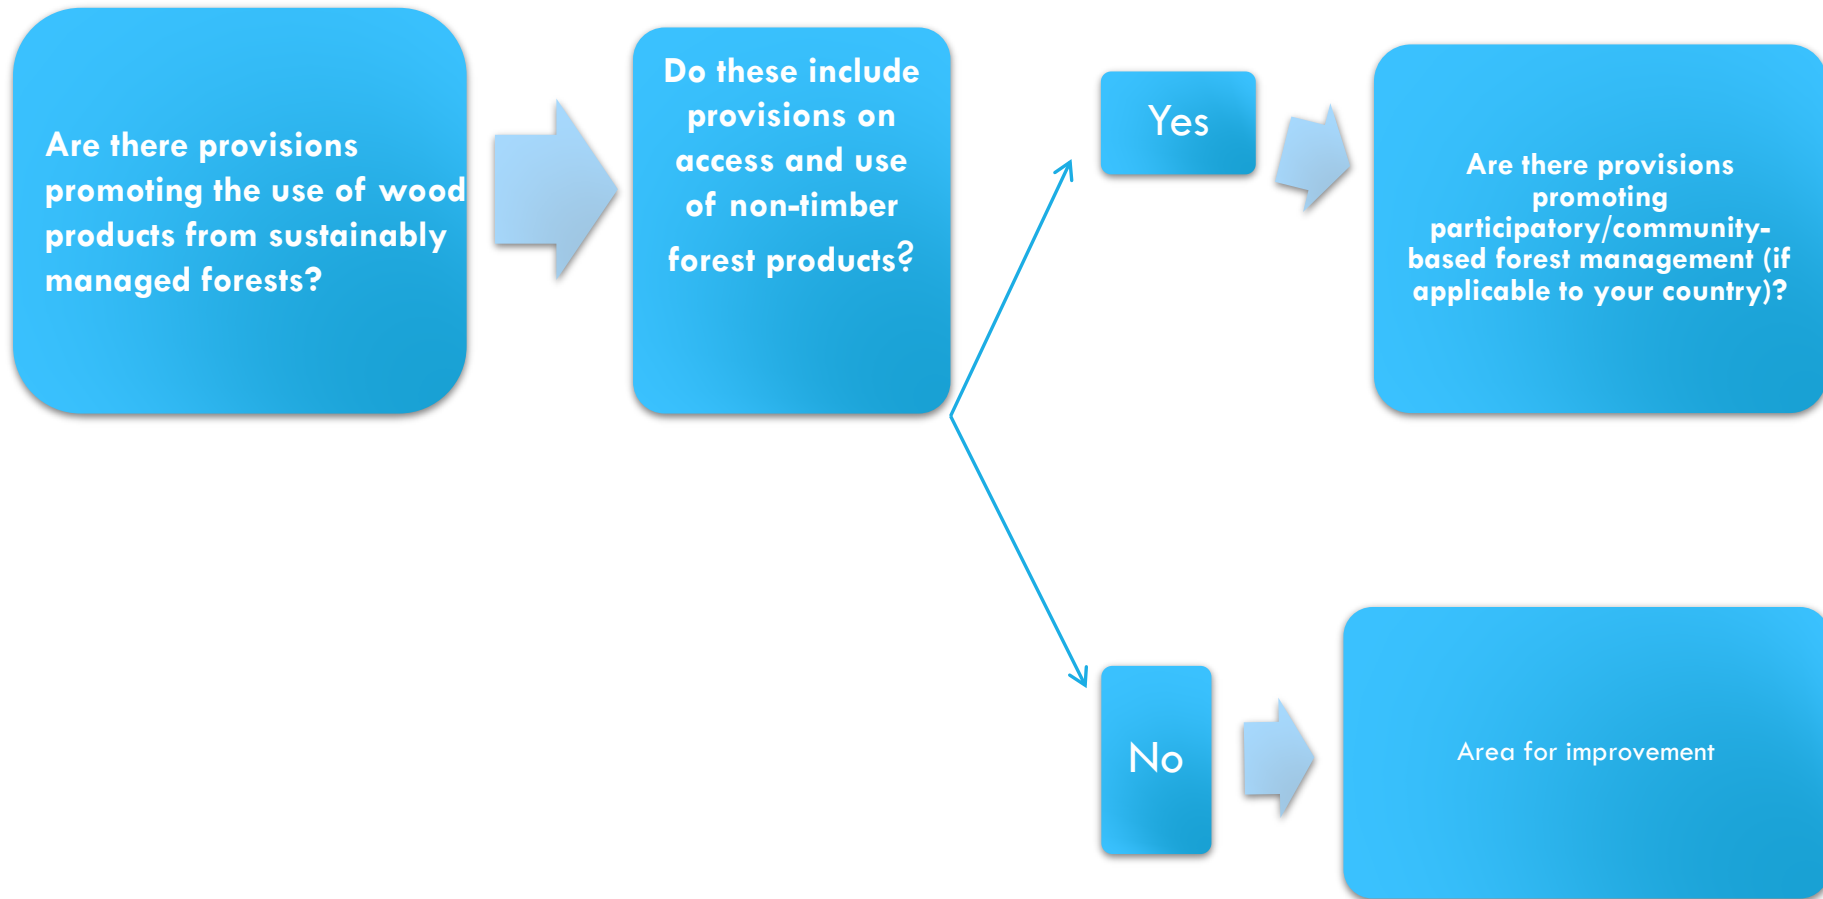 Are there provisions
promoting the use of wood
products from sustainably
managed forests?
Do these include
provisions on
access and use
of non-timber
forest products?
Yes
Are there provisions
promoting
participatory/community-
based forest management (if
applicable to your country)?
No
Area for improvement